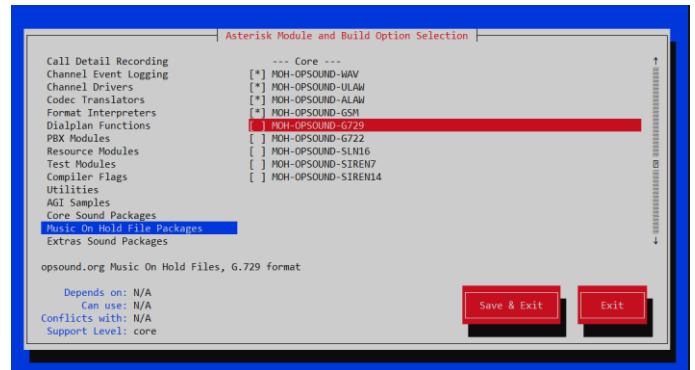 Asterisk Module and Build Option Selection
Call Detail Recording --- Core ---
Channel Event Logging [*] MOH-OPSOUND-WAV
Channel Drivers [*] MOH-OPSOUND-ULAW
Codec Translators [*] MOH-OPSOUND-ALAW
Format Interpreters [*] MOH-OPSOUND-GSM
Dialplan Functions [ ] MOH-OPSOUND-G729
PBX Modules [ ] MOH-OPSOUND-G722
Resource Modules [ ] MOH-OPSOUND-SLN16
Test Modules [ ] MOH-OPSOUND-SIREN7
Compiler Flags [ ] MOH-OPSOUND-SIREN14
Utilities
AGI Samples
Core Sound Packages
Music On Hold File Packages
Extras Sound Packages
opsound.org Music On Hold Files, G.729 format
Depends on: N/A
Can use: N/A
Conflicts with: N/A
Support Level: core
Save & Exit Exit